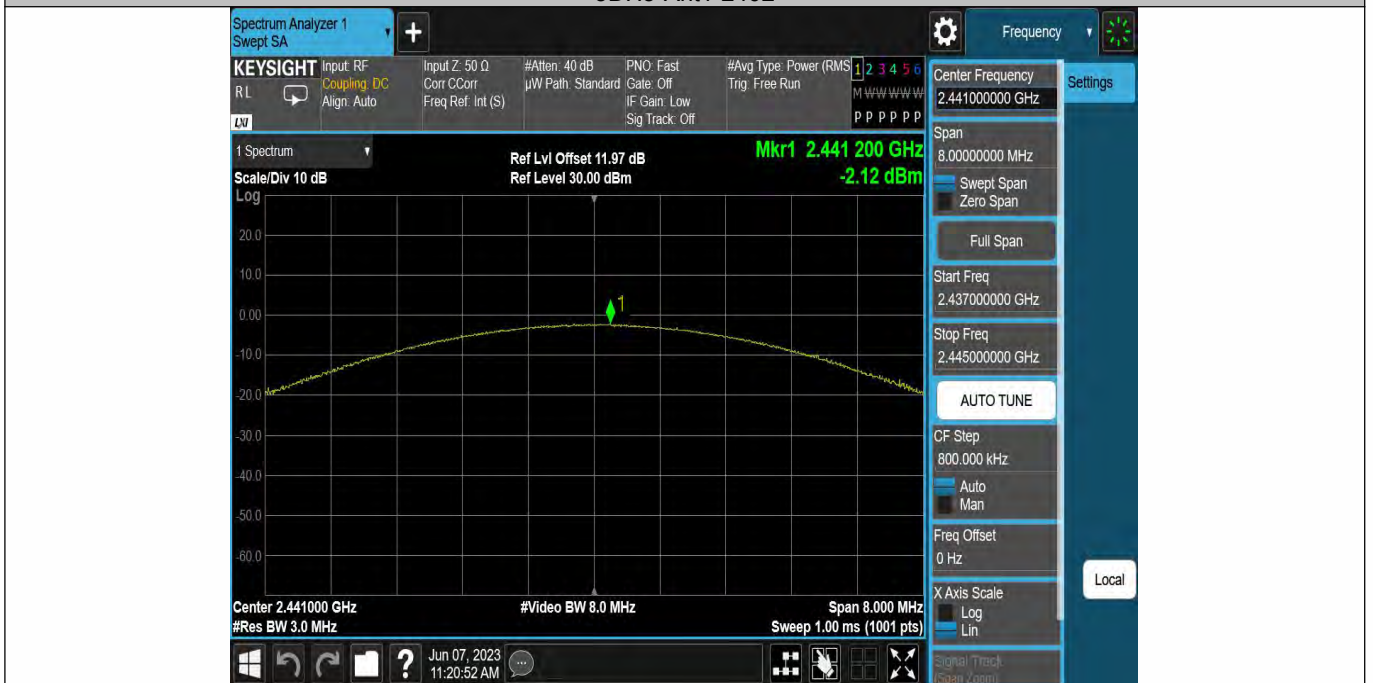 Spectrum Analyzer 1
Swept SA
+
Frequency
KEYSIGHT
RL
LXI
Input: RF
Coupling: DC
Align: Auto
Input Z: 50 Ω
Corr CCorr
Freq Ref: Int (S)
#Atten: 40 dB
µW Path: Standard
PNO: Fast
Gate: Off
IF Gain: Low
Sig Track: Off
#Avg Type: Power (RMS
Trig: Free Run
1 2 3 4 5 6
M W W W W W
P P P P P P
1 Spectrum
Scale/Div 10 dB
Log
Ref Lvl Offset 11.97 dB
Ref Level 30.00 dBm
Mkr1 2.441 200 GHz
-2.12 dBm
20.0
10.0
0.00
-10.0
-20.0
-30.0
-40.0
-50.0
-60.0
1
Center 2.441000 GHz
#Res BW 3.0 MHz
#Video BW 8.0 MHz
Span 8.000 MHz
Sweep 1.00 ms (1001 pts)
Center Frequency
2.441000000 GHz
Settings
Span
8.00000000 MHz
Swept Span
Zero Span
Full Span
Start Freq
2.437000000 GHz
Stop Freq
2.445000000 GHz
AUTO TUNE
CF Step
800.000 kHz
Auto
Man
Freq Offset
0 Hz
X Axis Scale
Log
Lin
Signal Track
(Span Zoom)
Local
?
Jun 07, 2023
11:20:52 AM